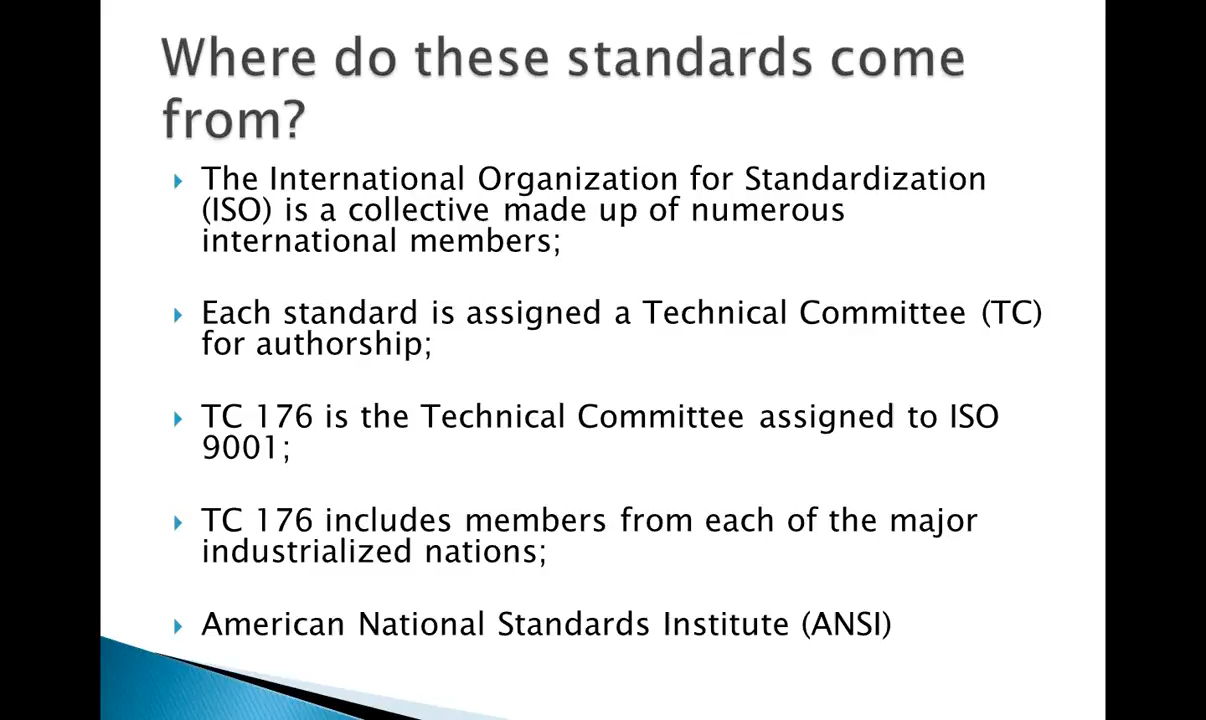 Where do these standards come
from?
The International Organization for Standardization
(ISO) is a collective made up of numerous
international members;
Each standard is assigned a Technical Committee (TC)
for authorship;
TC 176 is the Technical Committee assigned to ISO
9001;
TC 176 includes members from each of the major
industrialized nations;
American National Standards Institute (ANSI)